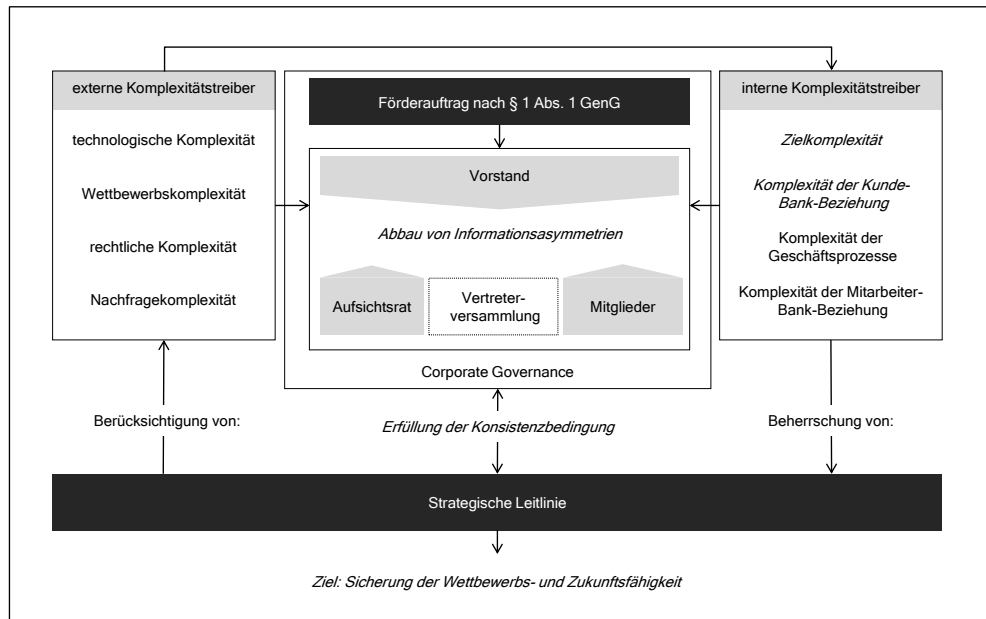 externe Komplexitätstreiber
technologische Komplexität
Wettbewerbskomplexität
rechtliche Komplexität
Nachfragekomplexität
Förderauftrag nach § 1 Abs. 1 GenG
Vorstand
Abbau von Informationsasymmetrien
Aufsichtsrat
Vertreter-
versammlung
Mitglieder
Corporate Governance
interne Komplexitätstreiber
Zielkomplexität
Komplexität der Kunde-
Bank-Beziehung
Komplexität der
Geschäftsprozesse
Komplexität der Mitarbeiter-
Bank-Beziehung
Berücksichtigung von:
Erfüllung der Konsistenzbedingung
Beherrschung von:
Strategische Leitlinie
Ziel: Sicherung der Wettbewerbs- und Zukunftsfähigkeit